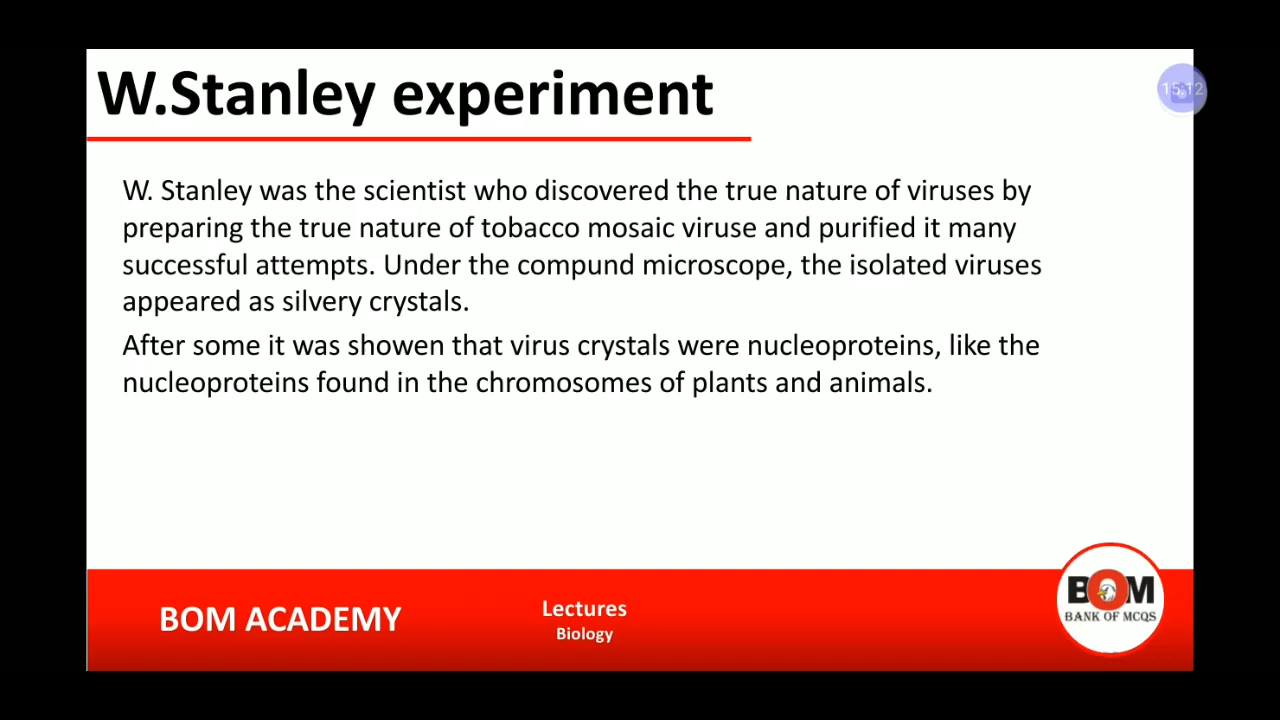 W.Stanley experiment
15:12
W. Stanley was the scientist who discovered the true nature of viruses by
preparing the true nature of tobacco mosaic viruse and purified it many
successful attempts. Under the compund microscope, the isolated viruses
appeared as silvery crystals.
After some it was showen that virus crystals were nucleoproteins, like the
nucleoproteins found in the chromosomes of plants and animals.
BOM ACADEMY
Lectures
Biology
BOM
BANK OF MCQS